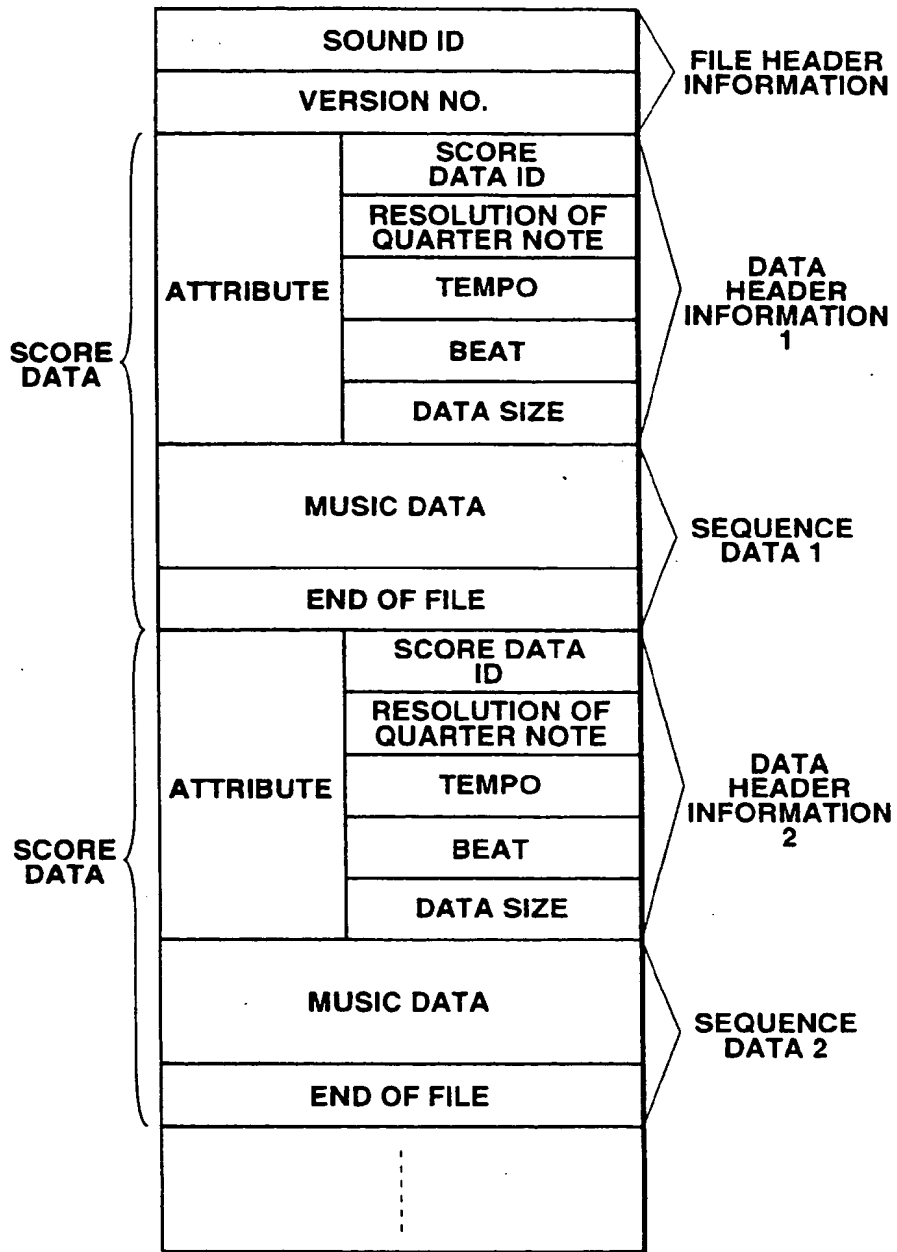 SOUND ID
VERSION NO.
FILE HEADER
INFORMATION
SCORE
DATA
ATTRIBUTE
SCORE
DATA ID
RESOLUTION OF
QUARTER NOTE
TEMPO
BEAT
DATA SIZE
DATA
HEADER
INFORMATION
1
MUSIC DATA
END OF FILE
SEQUENCE
DATA 1
SCORE
DATA
ATTRIBUTE
SCORE DATA
ID
RESOLUTION OF
QUARTER NOTE
TEMPO
BEAT
DATA SIZE
DATA
HEADER
INFORMATION
2
MUSIC DATA
END OF FILE
SEQUENCE
DATA 2